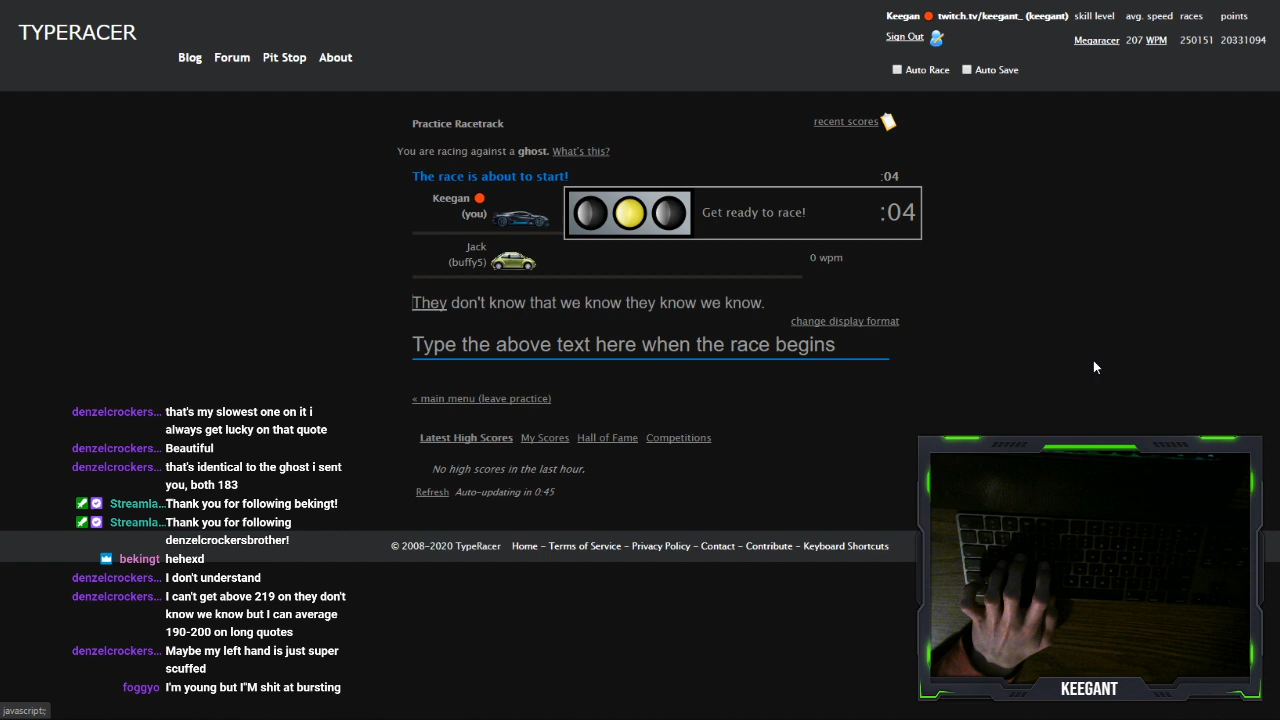 TYPERACER
Blog Forum Pit Stop About
Keegan twitch.tv/keegant_ (keegant) skill level avg. speed races points
Sign Out Megaracer 207 WPM 250151 20331094
Auto Race Auto Save
Practice Racetrack recent scores
You are racing against a ghost. What's this?
The race is about to start! :04
Keegan
(you)
Get ready to race! :04
Jack
(buffy5)
0 wpm
They don't know that we know they know we know.
change display format
Type the above text here when the race begins
« main menu (leave practice)
Latest High Scores My Scores Hall of Fame Competitions
No high scores in the last hour.
Refresh Auto-updating in 0:45
© 2008-2020 TypeRacer Home – Terms of Service – Privacy Policy – Contact – Contribute – Keyboard Shortcuts
denzelcrockers... that's my slowest one on it i
always get lucky on that quote
denzelcrockers... Beautiful
denzelcrockers... that's identical to the ghost i sent
you, both 183
Streamla... Thank you for following bekingt!
Streamla... Thank you for following
denzelcrockersbrother!
bekingt hehexd
denzelcrockers... I don't understand
denzelcrockers... I can't get above 219 on they don't
know we know but I can average
190-200 on long quotes
denzelcrockers... Maybe my left hand is just super
scuffed
foggyo I'm young but I"M shit at bursting
KEEGANT
javascript:;